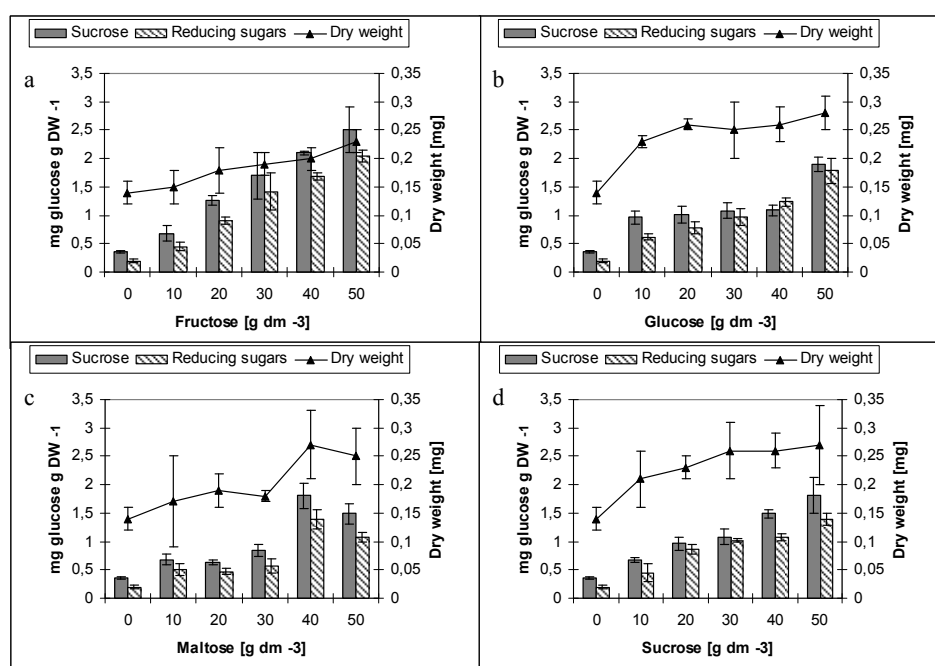 Sucrose Reducing sugars Dry weight
a
3,5 0,35
3 0,3
2,5 0,25
2 0,2
1,5 0,15
1 0,1
0,5 0,05
0 0
mg glucose g DW -1
Dry weight [mg]
0 10 20 30 40 50
Fructose [g dm -3]
Sucrose Reducing sugars Dry weight
b
3,5 0,35
3 0,3
2,5 0,25
2 0,2
1,5 0,15
1 0,1
0,5 0,05
0 0
mg glucose g DW -1
Dry weight [mg]
0 10 20 30 40 50
Glucose [g dm -3]
Sucrose Reducing sugars Dry weight
c
3,5 0,35
3 0,3
2,5 0,25
2 0,2
1,5 0,15
1 0,1
0,5 0,05
0 0
mg glucose g DW -1
Dry weight [mg]
0 10 20 30 40 50
Maltose [g dm -3]
Sucrose Reducing sugars Dry weight
d
3,5 0,35
3 0,3
2,5 0,25
2 0,2
1,5 0,15
1 0,1
0,5 0,05
0 0
mg glucose g DW -1
Dry weight [mg]
0 10 20 30 40 50
Sucrose [g dm -3]